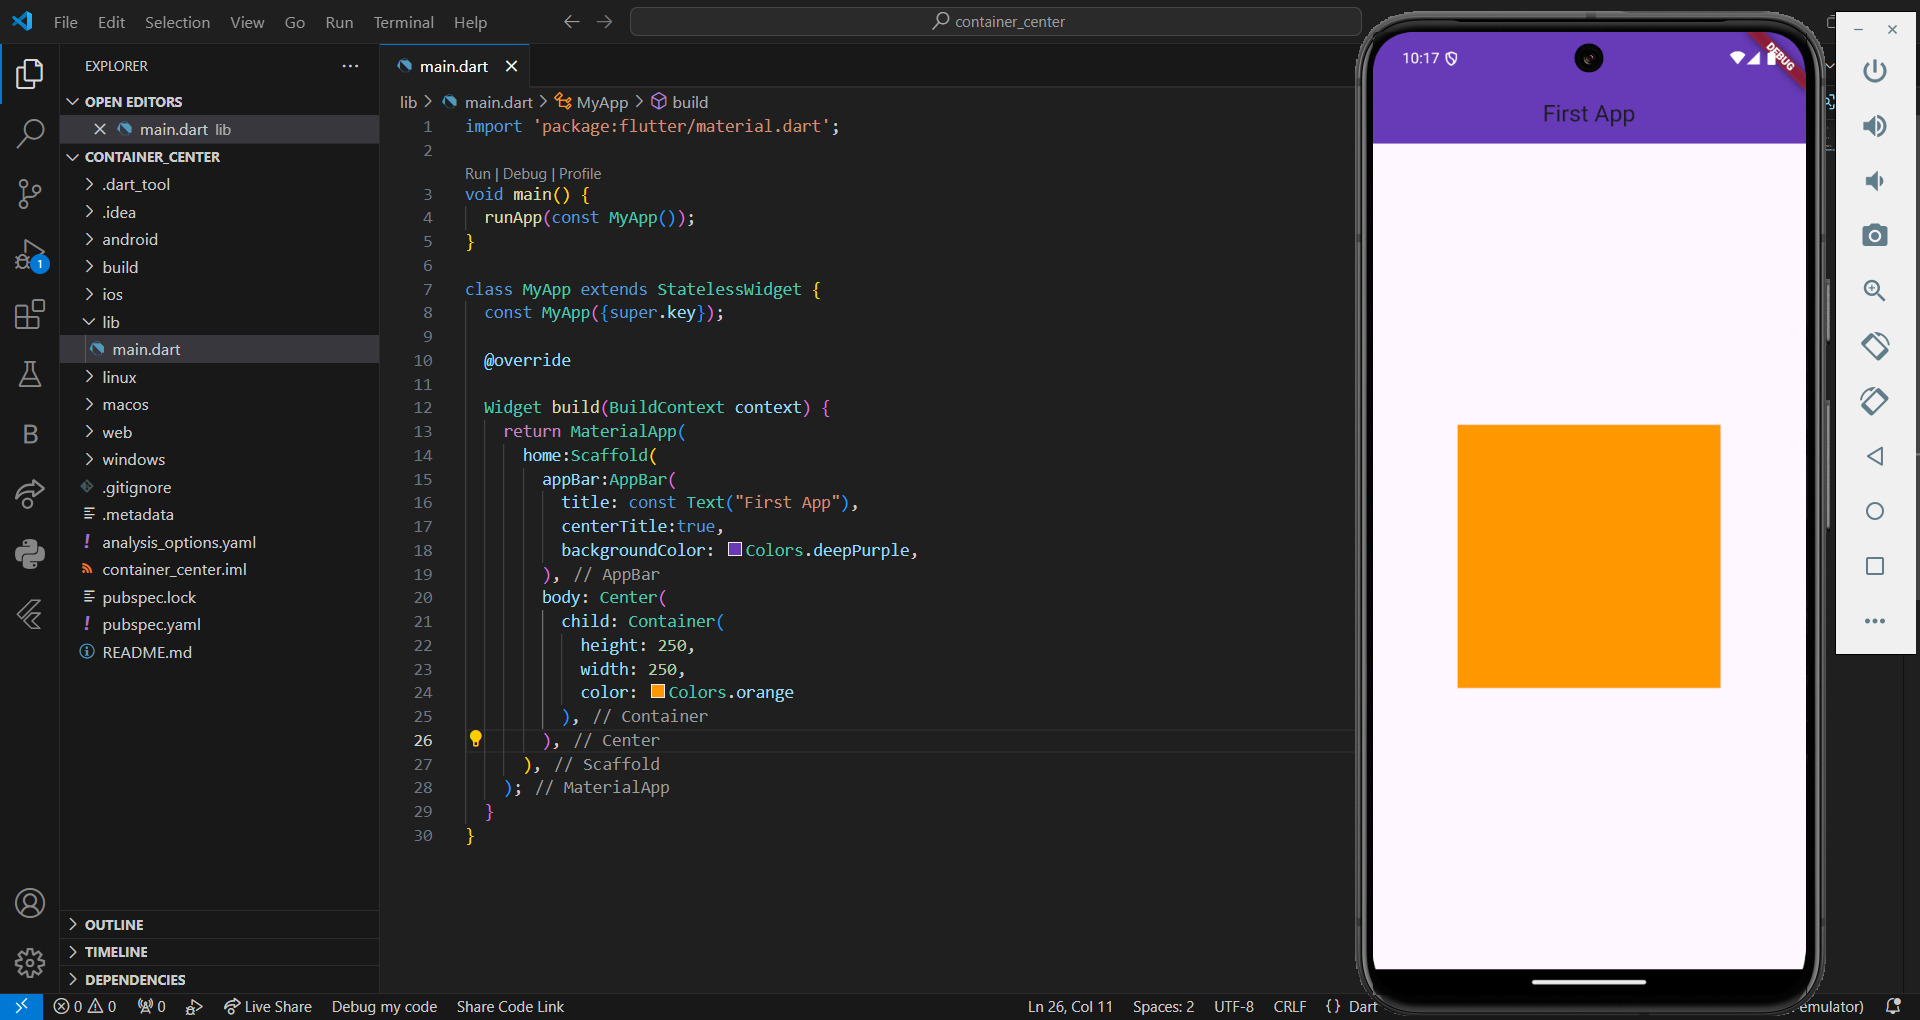 File Edit Selection View Go Run Terminal Help
container_center
EXPLORER
OPEN EDITORS
main.dart lib
CONTAINER_CENTER
.dart_tool
.idea
android
build
ios
lib
main.dart
linux
macos
web
windows
.gitignore
.metadata
analysis_options.yaml
container_center.iml
pubspec.lock
pubspec.yaml
README.md
OUTLINE
TIMELINE
DEPENDENCIES
1
B
main.dart
lib > main.dart > MyApp > build
1 import 'package:flutter/material.dart';
2
Run | Debug | Profile
3 void main() {
4 runApp(const MyApp());
5 }
6
7 class MyApp extends StatelessWidget {
8 const MyApp({super.key});
9
10 @override
11
12 Widget build(BuildContext context) {
13 return MaterialApp(
14 home:Scaffold(
15 appBar:AppBar(
16 title: const Text("First App"),
17 centerTitle:true,
18 backgroundColor: Colors.deepPurple,
19 ), // AppBar
20 body: Center(
21 child: Container(
22 height: 250,
23 width: 250,
24 color: Colors.orange
25 ), // Container
26 ), // Center
27 ), // Scaffold
28 ); // MaterialApp
29 }
30 }
10:17
DEBUG
First App
0 0 0 Live Share Debug my code Share Code Link
Ln 26, Col 11 Spaces: 2 UTF-8 CRLF {} Dart emulator)